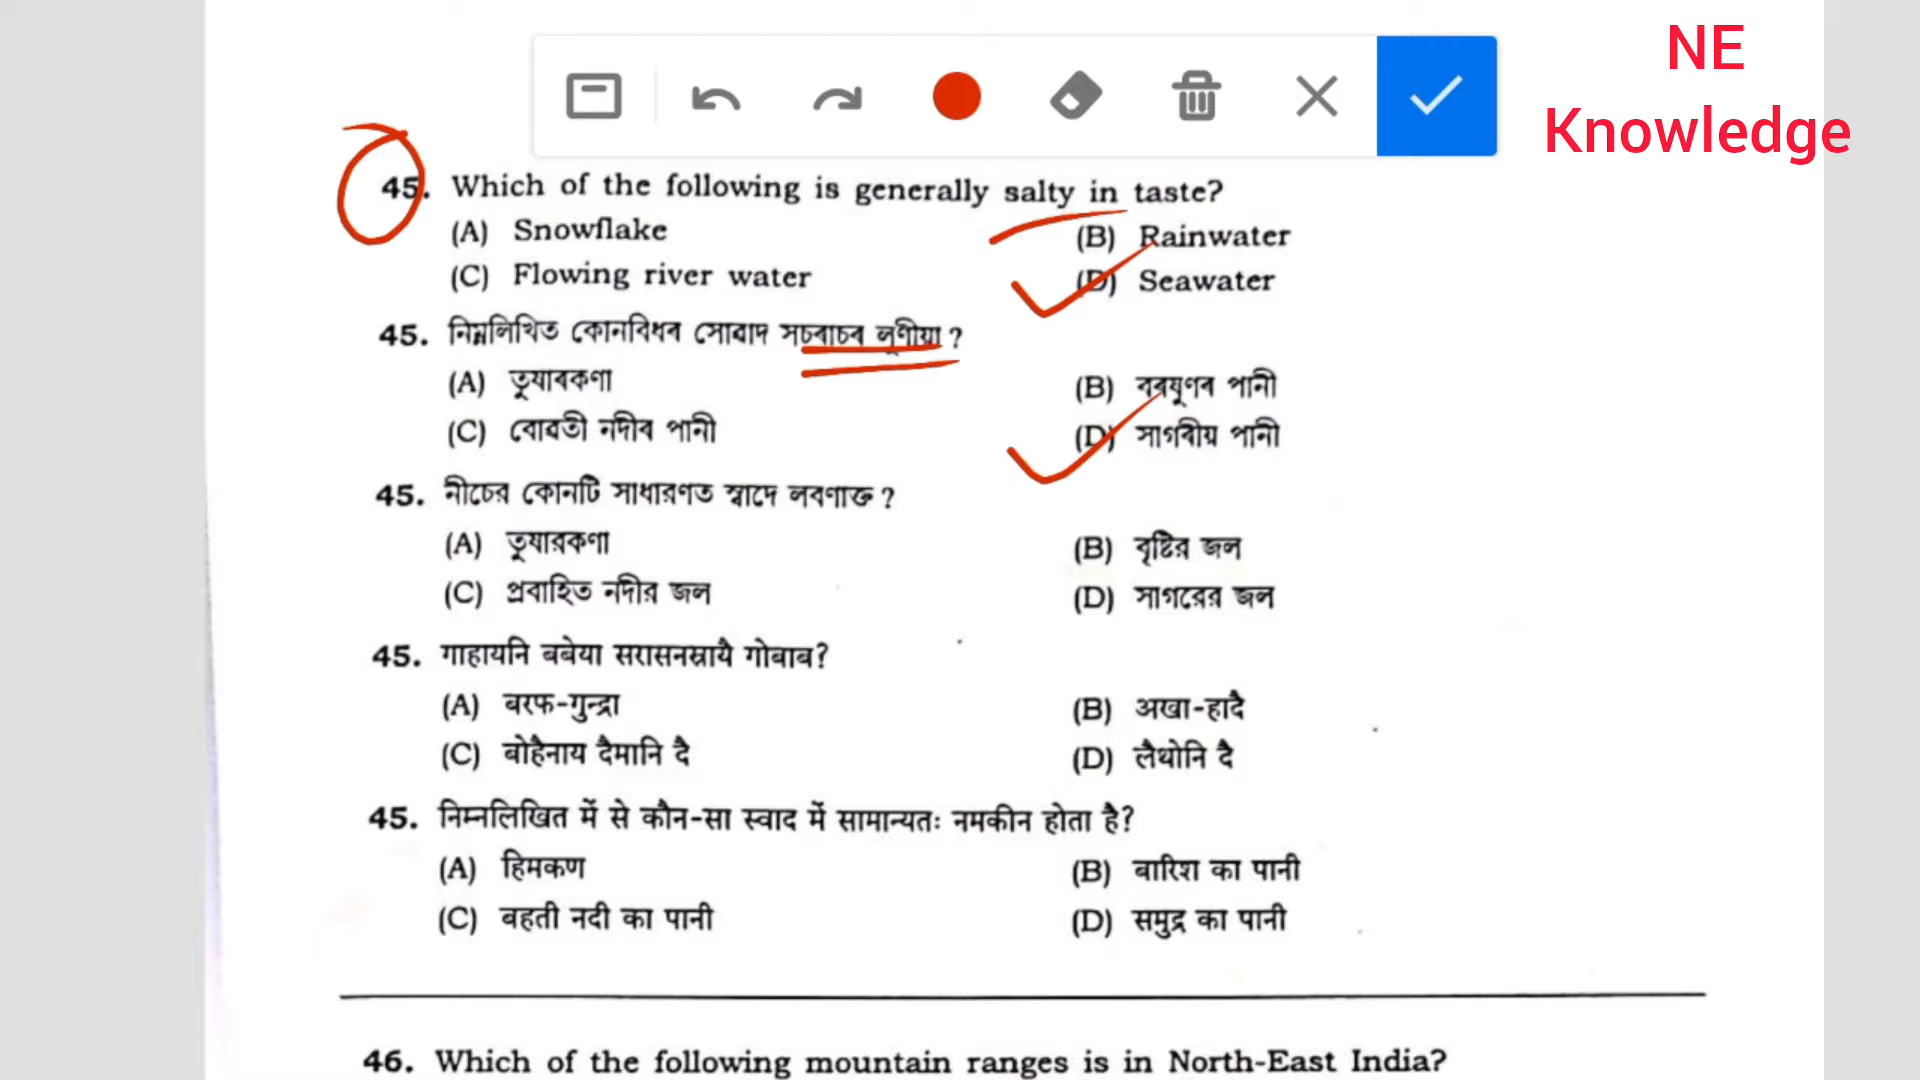 NE
Knowledge
45. Which of the following is generally salty in taste?
(A) Snowflake (B) Rainwater
(C) Flowing river water (D) Seawater
45. নিম্নলিখিত কোনবিধৰ সোৱাদ সচৰাচৰ লুণীয়া ?
(A) তুষাৰকণা (B) বৰষুণৰ পানী
(C) বোৱতী নদীৰ পানী (D) সাগৰীয় পানী
45. নীচের কোনটি সাধারণত স্বাদে লবণাক্ত ?
(A) তুষারকণা (B) বৃষ্টির জল
(C) প্রবাহিত নদীর জল (D) সাগরের জল
45. गाहायनि बबेया सरासनस्रायै गोबाब?
(A) बरफ-गुन्द्रा (B) अखा-हादै
(C) बोहैनाय दैमानि दै (D) लैथोनि दै
45. निम्नलिखित में से कौन-सा स्वाद में सामान्यतः नमकीन होता है?
(A) हिमकण (B) बारिश का पानी
(C) बहती नदी का पानी (D) समुद्र का पानी
46. Which of the following mountain ranges is in North-East India?